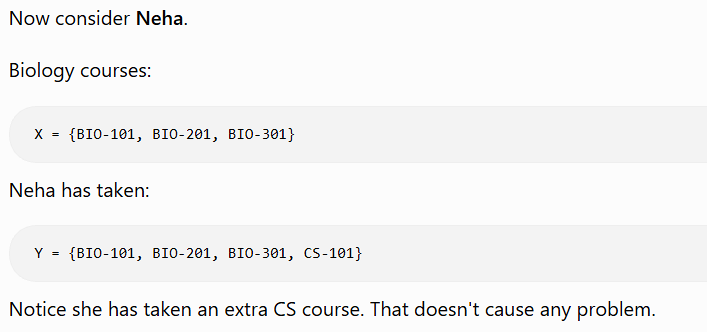 Now consider Neha.
Biology courses:
X = {BIO-101, BIO-201, BIO-301}
Neha has taken:
Y = {BIO-101, BIO-201, BIO-301, CS-101}
Notice she has taken an extra CS course. That doesn't cause any problem.